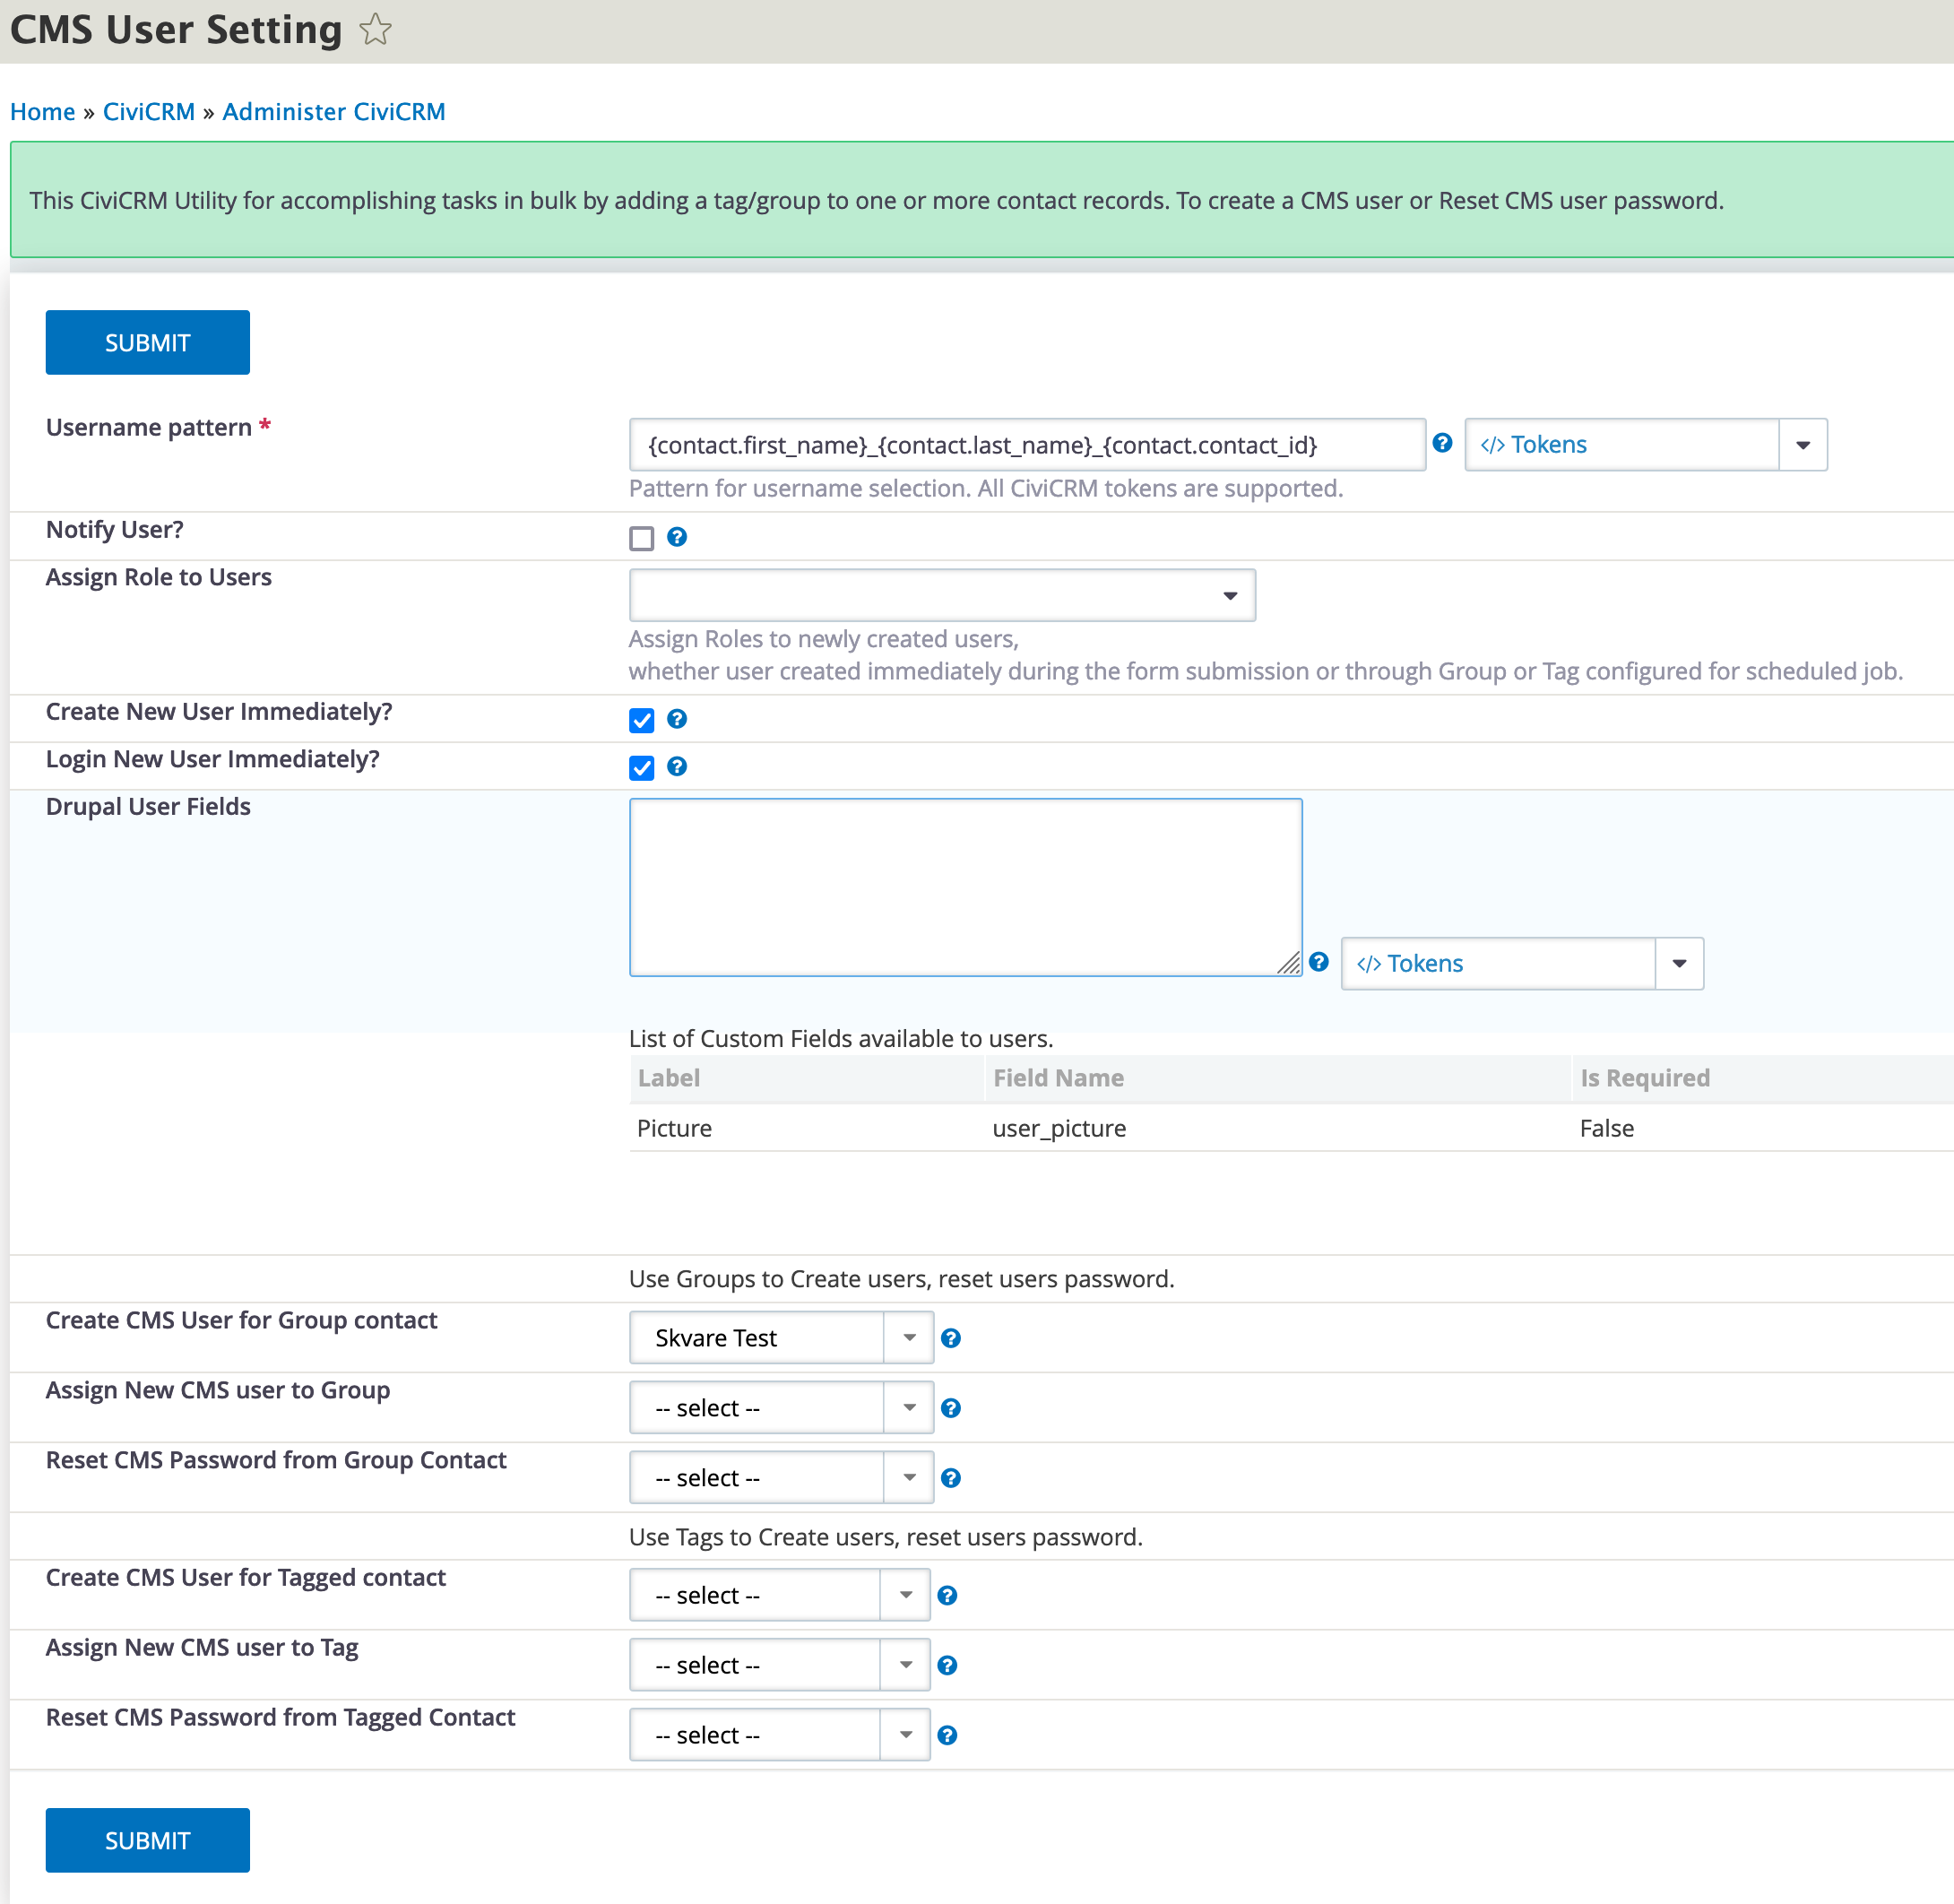 CMS User Setting
Home » CiviCRM » Administer CiviCRM
This CiviCRM Utility for accomplishing tasks in bulk by adding a tag/group to one or more contact records. To create a CMS user or Reset CMS user password.
SUBMIT
Username pattern *
{contact.first_name}_{contact.last_name}_{contact.contact_id}
? </> Tokens
Pattern for username selection. All CiviCRM tokens are supported.
Notify User?
?
Assign Role to Users
Assign Roles to newly created users,
whether user created immediately during the form submission or through Group or Tag configured for scheduled job.
Create New User Immediately?
?
Login New User Immediately?
?
Drupal User Fields
? </> Tokens
List of Custom Fields available to users.
Label Field Name Is Required
Picture user_picture False
Use Groups to Create users, reset users password.
Create CMS User for Group contact
Skvare Test ?
Assign New CMS user to Group
-- select -- ?
Reset CMS Password from Group Contact
-- select -- ?
Use Tags to Create users, reset users password.
Create CMS User for Tagged contact
-- select -- ?
Assign New CMS user to Tag
-- select -- ?
Reset CMS Password from Tagged Contact
-- select -- ?
SUBMIT